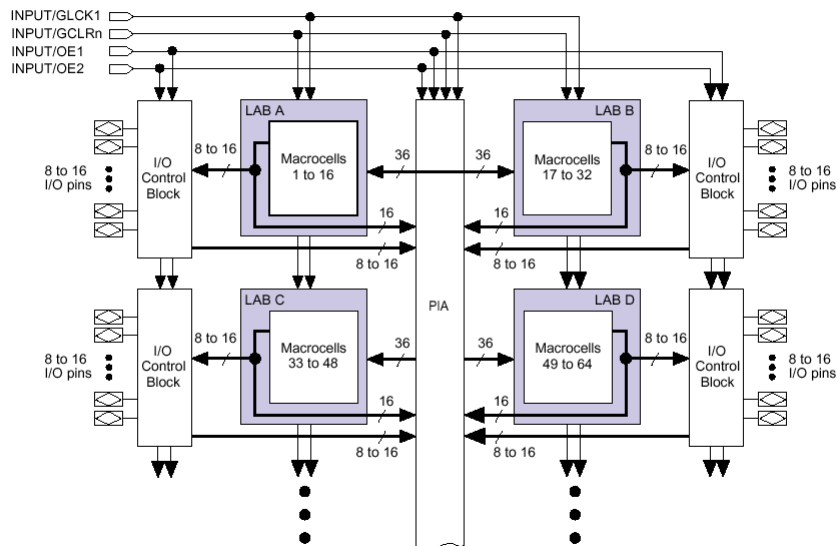 INPUT/GLCK1
INPUT/GCLRn
INPUT/OE1
INPUT/OE2
LAB A
LAB B
8 to 16
I/O pins
I/O
Control
Block
8 to 16
Macrocells
1 to 16
36
36
Macrocells
17 to 32
8 to 16
I/O
Control
Block
8 to 16
I/O pins
16
16
8 to 16
8 to 16
LAB C
PIA
LAB D
8 to 16
I/O pins
I/O
Control
Block
8 to 16
Macrocells
33 to 48
36
36
Macrocells
49 to 64
8 to 16
I/O
Control
Block
8 to 16
I/O pins
16
16
8 to 16
8 to 16